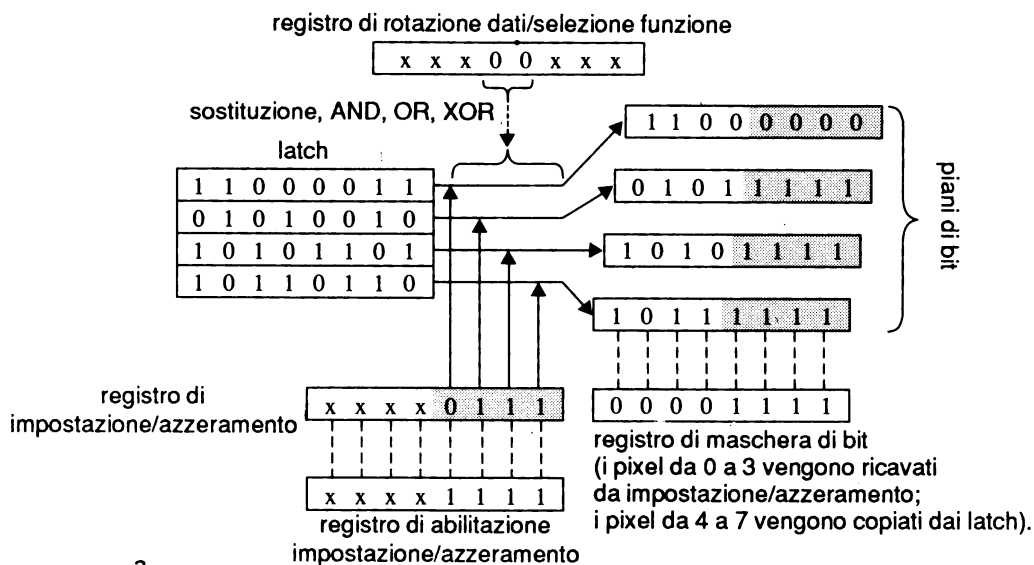 registro di rotazione dati/selezione funzione
x x x 0 0 x x x
sostituzione, AND, OR, XOR
latch
1 1 0 0 0 0 1 1
0 1 0 1 0 0 1 0
1 0 1 0 1 1 0 1
1 0 1 1 0 1 1 0
1 1 0 0 0 0 0 0
0 1 0 1 1 1 1 1
1 0 1 0 1 1 1 1
1 0 1 1 1 1 1 1
piani di bit
registro di
impostazione/azzeramento
x x x x 0 1 1 1
x x x x 1 1 1 1
registro di abilitazione
impostazione/azzeramento
0 0 0 0 1 1 1 1
registro di maschera di bit
(i pixel da 0 a 3 vengono ricavati
da impostazione/azzeramento;
i pixel da 4 a 7 vengono copiati dai latch).